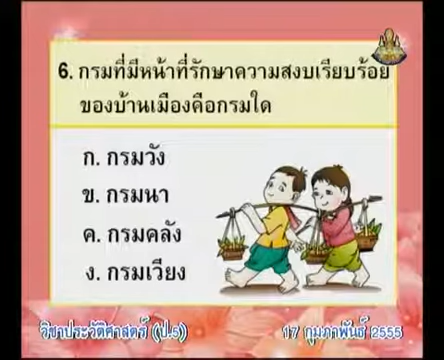 6. กรมที่มีหน้าที่รักษาความสงบเรียบร้อย
ของบ้านเมืองคือกรมใด
ก. กรมวัง
ข. กรมนา
ค. กรมคลัง
ง. กรมเวียง
วิชาประวัติศาสตร์ (ป.5)
17 กุมภาพันธ์ 2555